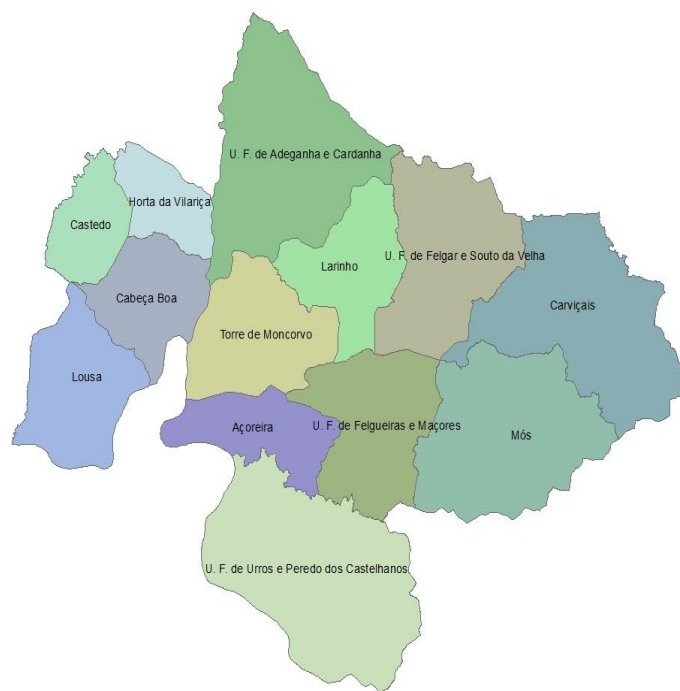 U. F. de Adeganha e Cardanha
Horta da Vilariça
Castedo
U. F. de Felgar e Souto da Velha
Larinho
Cabeça Boa
Carviçais
Torre de Moncorvo
Lousa
U. F. de Felgueiras e Maçores
Açoreira
Mós
U. F. de Urros e Peredo dos Castelhanos